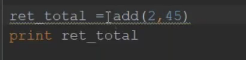 ret_total =add(2,45)
print ret_total